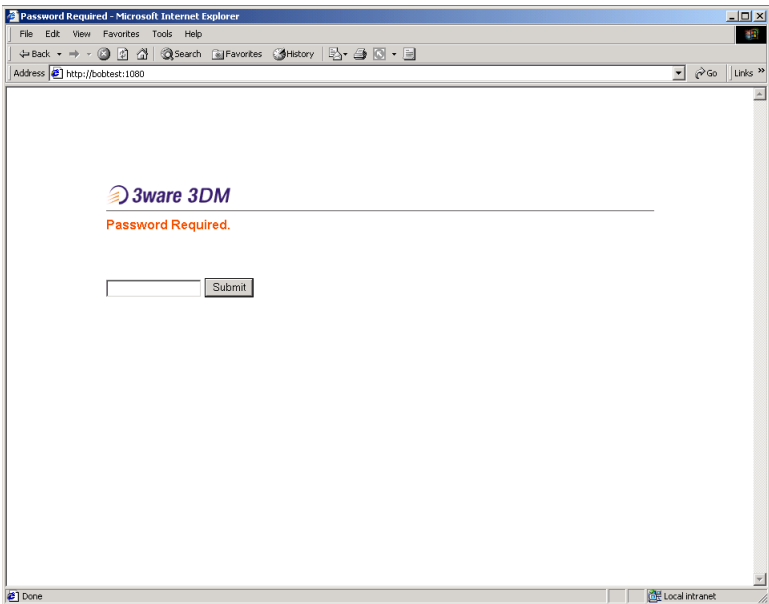 Password Required - Microsoft Internet Explorer
File Edit View Favorites Tools Help
Back Search Favorites History
Address http://bobtest:1080 Go Links »
3ware 3DM
Password Required.
Submit
Done Local intranet